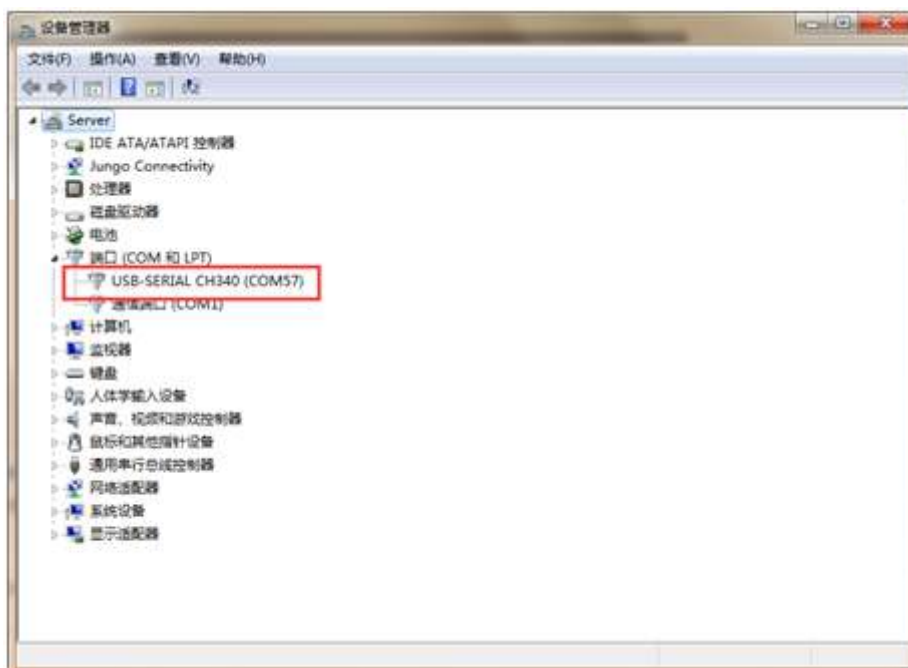 设备管理器
文件(F) 操作(A) 查看(V) 帮助(H)
Server
IDE ATA/ATAPI 控制器
Jungo Connectivity
处理器
磁盘驱动器
电池
端口 (COM 和 LPT)
USB-SERIAL CH340 (COM57)
通信端口 (COM1)
计算机
监视器
键盘
人体学输入设备
声音、视频和游戏控制器
鼠标和其他指针设备
通用串行总线控制器
网络适配器
系统设备
显示适配器